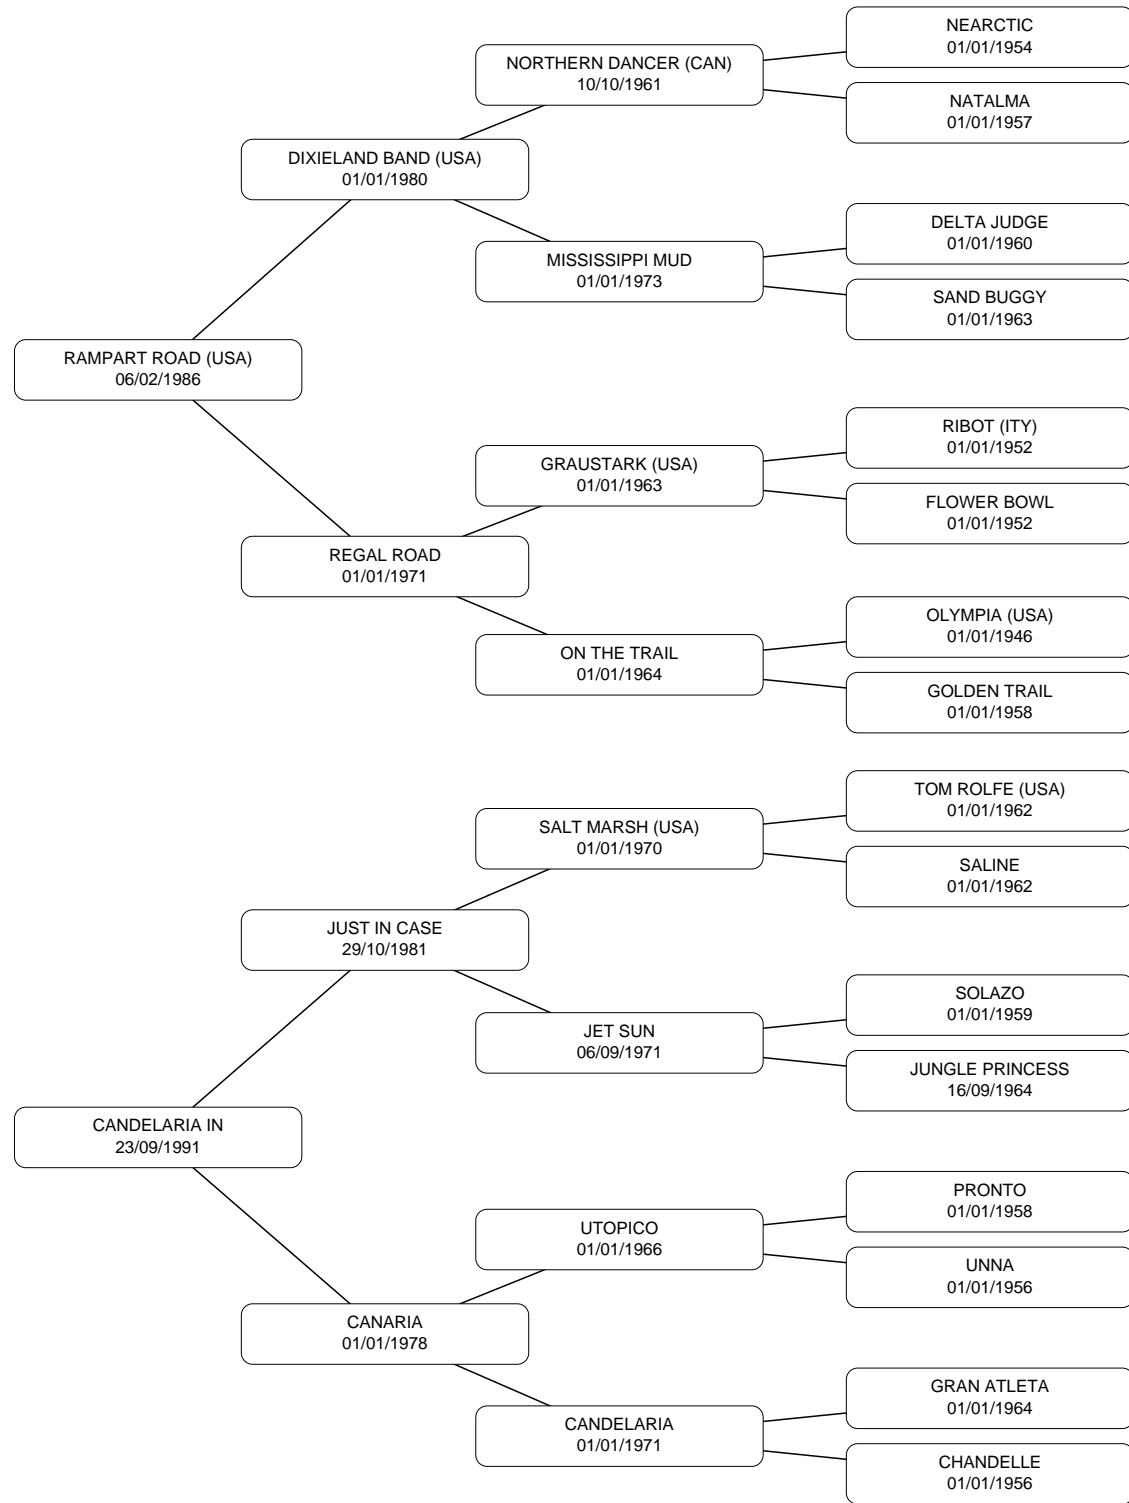 NEARCTIC
01/01/1954
NORTHERN DANCER (CAN)
10/10/1961
NATALMA
01/01/1957
DIXIELAND BAND (USA)
01/01/1980
DELTA JUDGE
01/01/1960
MISSISSIPPI MUD
01/01/1973
SAND BUGGY
01/01/1963
RAMPART ROAD (USA)
06/02/1986
RIBOT (ITY)
01/01/1952
GRAUSTARK (USA)
01/01/1963
FLOWER BOWL
01/01/1952
REGAL ROAD
01/01/1971
OLYMPIA (USA)
01/01/1946
ON THE TRAIL
01/01/1964
GOLDEN TRAIL
01/01/1958
TOM ROLFE (USA)
01/01/1962
SALT MARSH (USA)
01/01/1970
SALINE
01/01/1962
JUST IN CASE
29/10/1981
SOLAZO
01/01/1959
JET SUN
06/09/1971
JUNGLE PRINCESS
16/09/1964
CANDELARIA IN
23/09/1991
PRONTO
01/01/1958
UTOPICO
01/01/1966
UNNA
01/01/1956
CANARIA
01/01/1978
GRAN ATLETA
01/01/1964
CANDELARIA
01/01/1971
CHANDELLE
01/01/1956